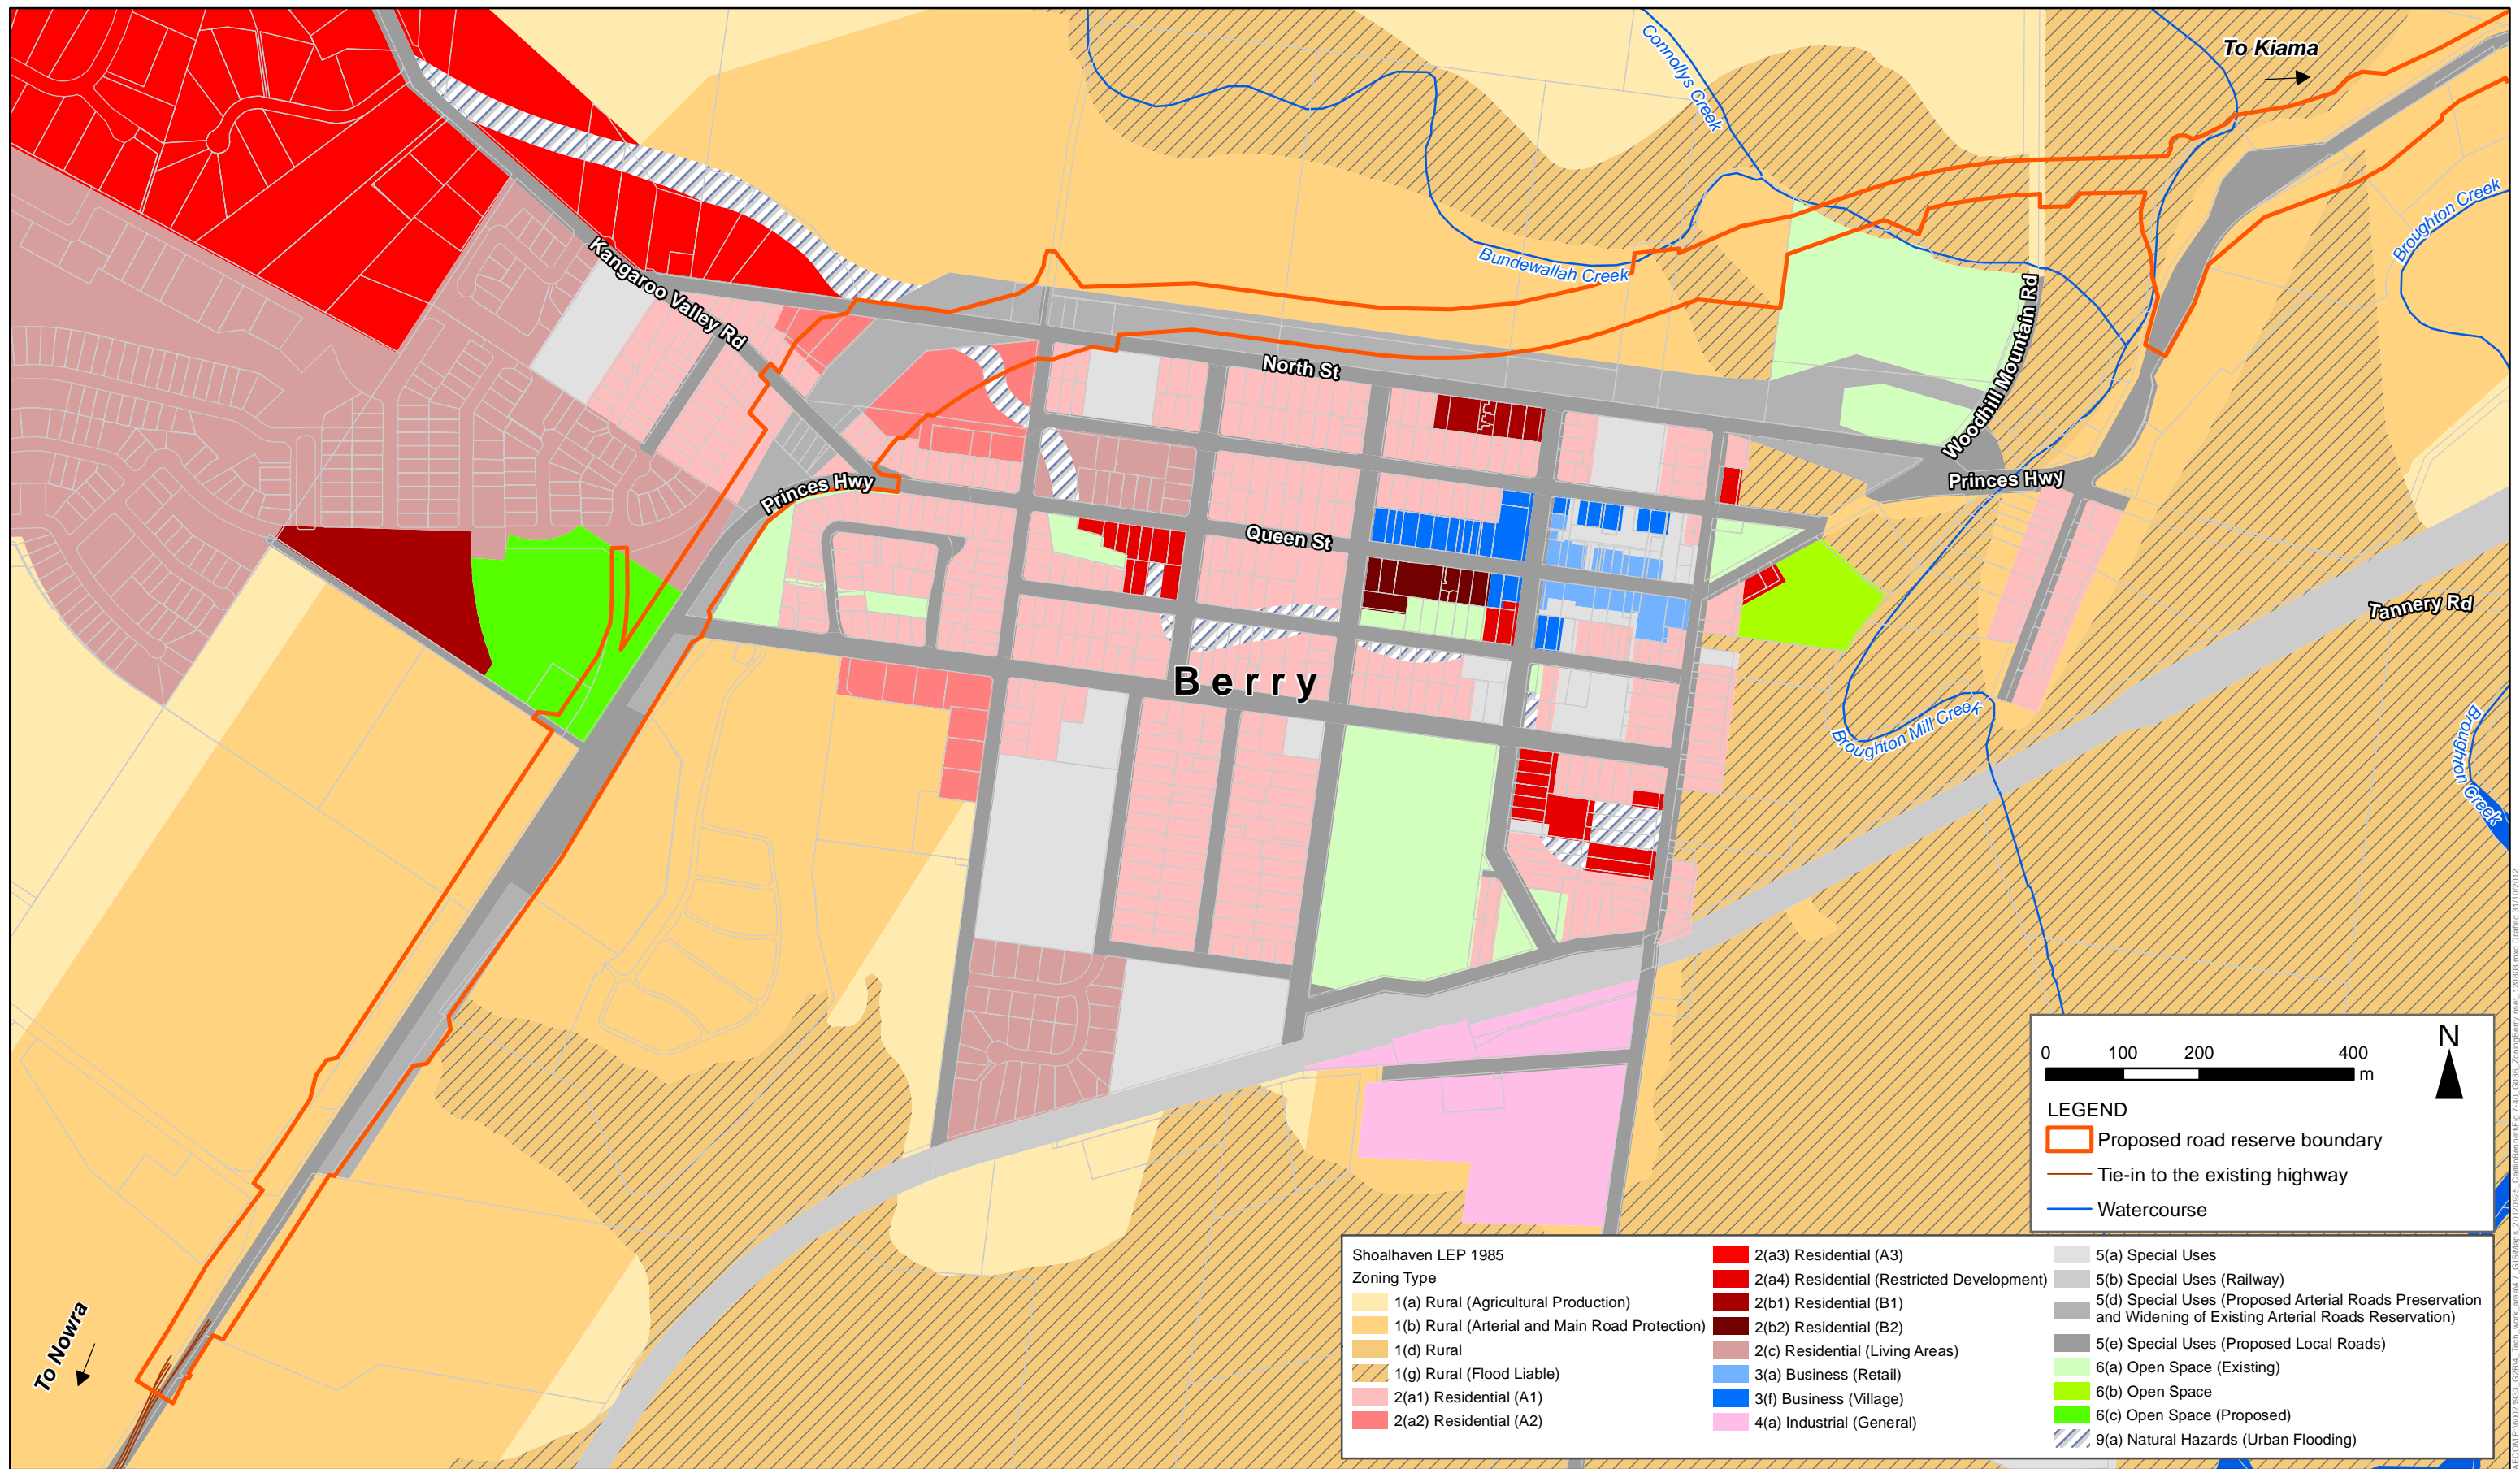 To Kiama
Connollys Creek
Broughton Creek
Kangaroo Valley Rd
Bundewallah Creek
Woodhill Mountain Rd
North St
Princes Hwy
Princes Hwy
Queen St
Tannery Rd
Berry
Broughton Mill Creek
Broughton Creek
To Nowra
N
0 100 200 400
m
LEGEND
Proposed road reserve boundary
Tie-in to the existing highway
Watercourse
Shoalhaven LEP 1985
Zoning Type
1(a) Rural (Agricultural Production)
1(b) Rural (Arterial and Main Road Protection)
1(d) Rural
1(g) Rural (Flood Liable)
2(a1) Residential (A1)
2(a2) Residential (A2)
2(a3) Residential (A3)
2(a4) Residential (Restricted Development)
2(b1) Residential (B1)
2(b2) Residential (B2)
2(c) Residential (Living Areas)
3(a) Business (Retail)
3(f) Business (Village)
4(a) Industrial (General)
5(a) Special Uses
5(b) Special Uses (Railway)
5(d) Special Uses (Proposed Arterial Roads Preservation
and Widening of Existing Arterial Roads Reservation)
5(e) Special Uses (Proposed Local Roads)
6(a) Open Space (Existing)
6(b) Open Space
6(c) Open Space (Proposed)
9(a) Natural Hazards (Urban Flooding)